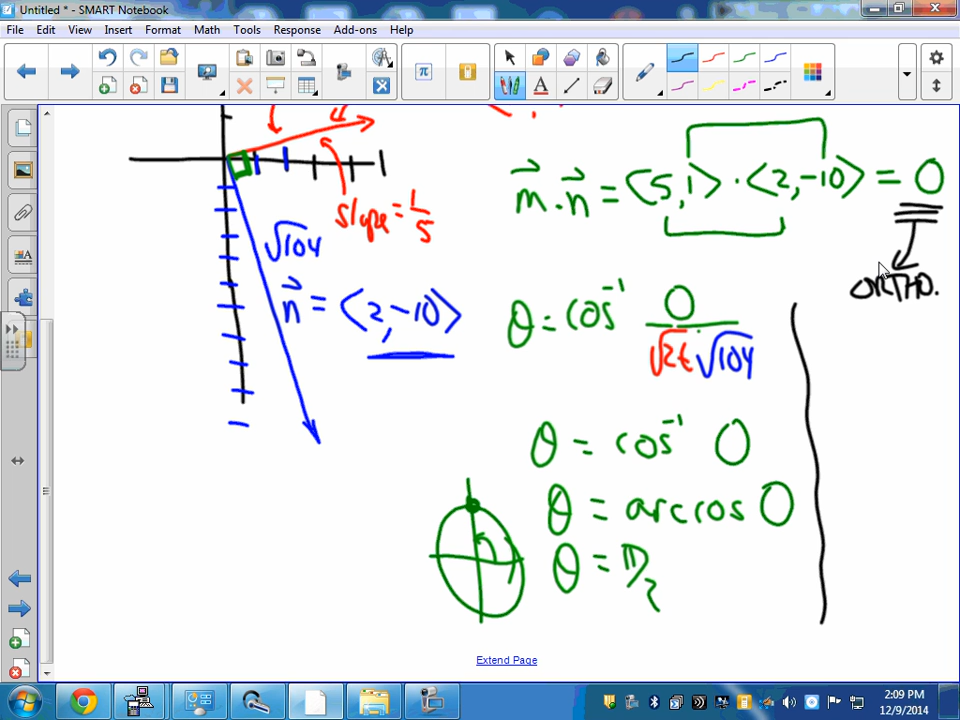 Untitled * - SMART Notebook
File Edit View Insert Format Math Tools Response Add-ons Help
m⃗ · n⃗ = <5, 1> · <2, -10> = 0
slope = 1/5
√104
ORTHO.
n⃗ = <2, -10>
θ = cos⁻¹ 0 / √26 √104
θ = cos⁻¹ 0
θ = arccos 0
θ = π/2
Extend Page
2:09 PM
12/9/2014